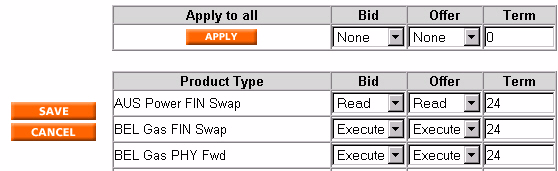 Apply to all Bid Offer Term
APPLY None None 0
Product Type Bid Offer Term
AUS Power FIN Swap Read Read 24
SAVE
BEL Gas FIN Swap Execute Execute 24
CANCEL
BEL Gas PHY Fwd Execute Execute 24